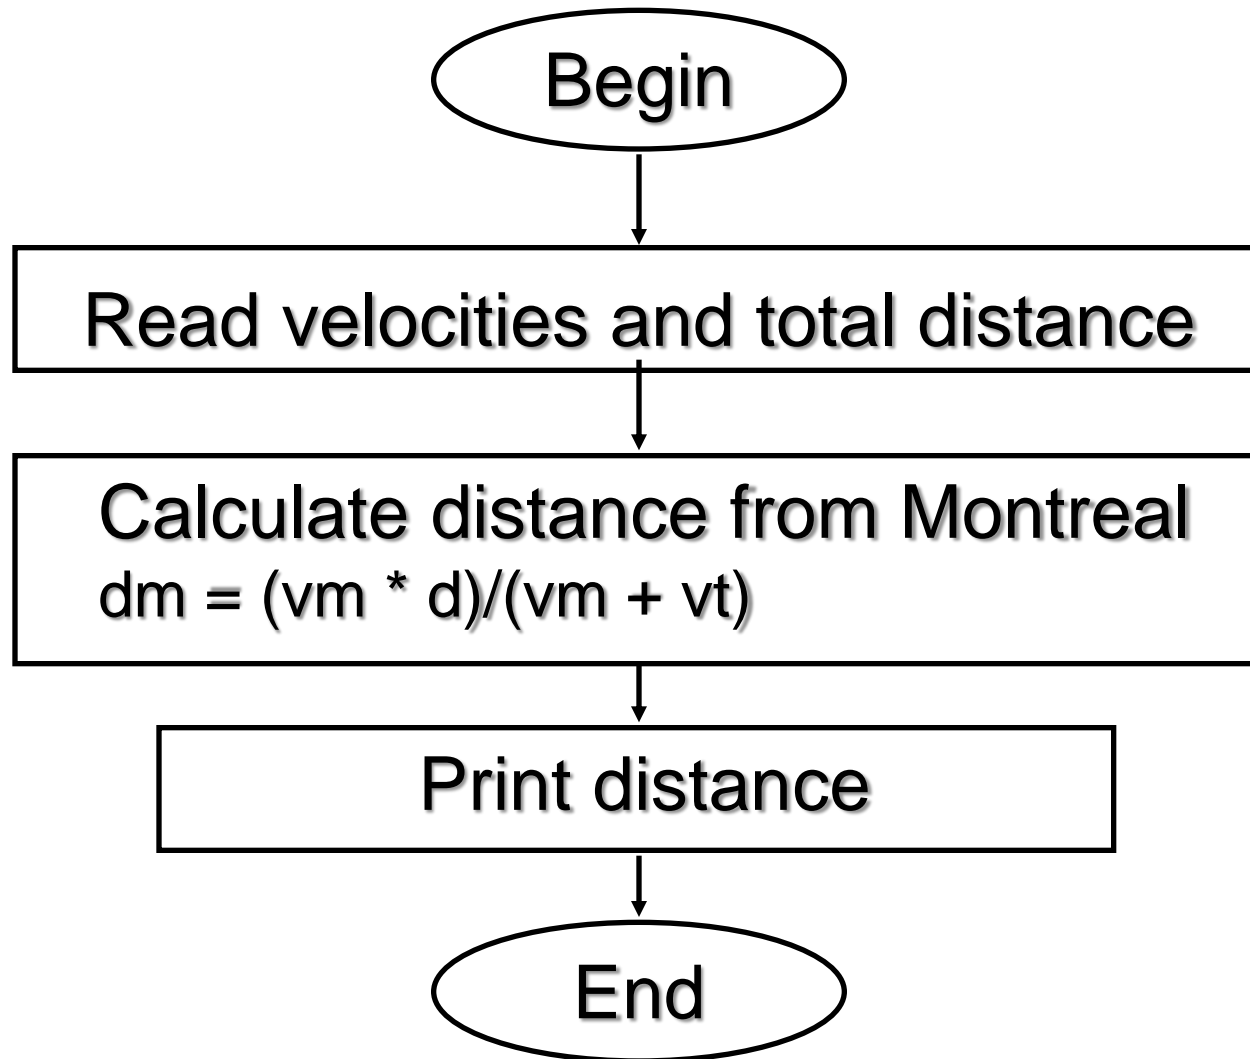 Begin
Read velocities and total distance
Calculate distance from Montreal
dm = (vm * d)/(vm + vt)
Print distance
End